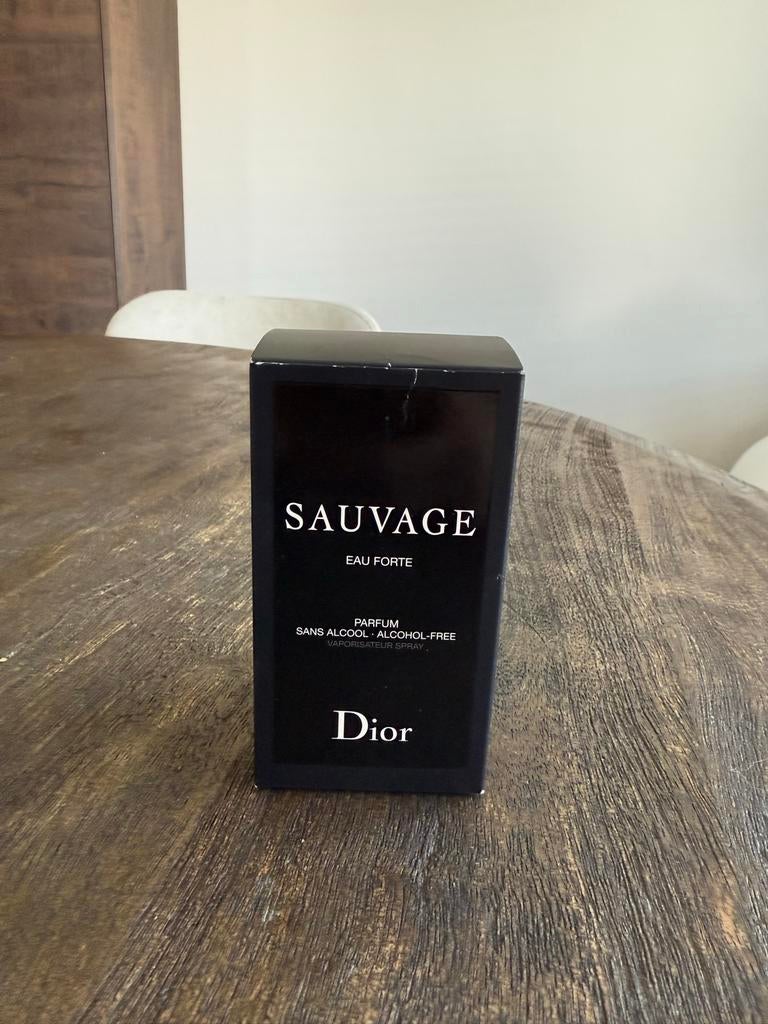 SAUVAGE
EAU FORTE
PARFUM
SANS ALCOOL · ALCOHOL-FREE
VAPORISATEUR SPRAY
Dior